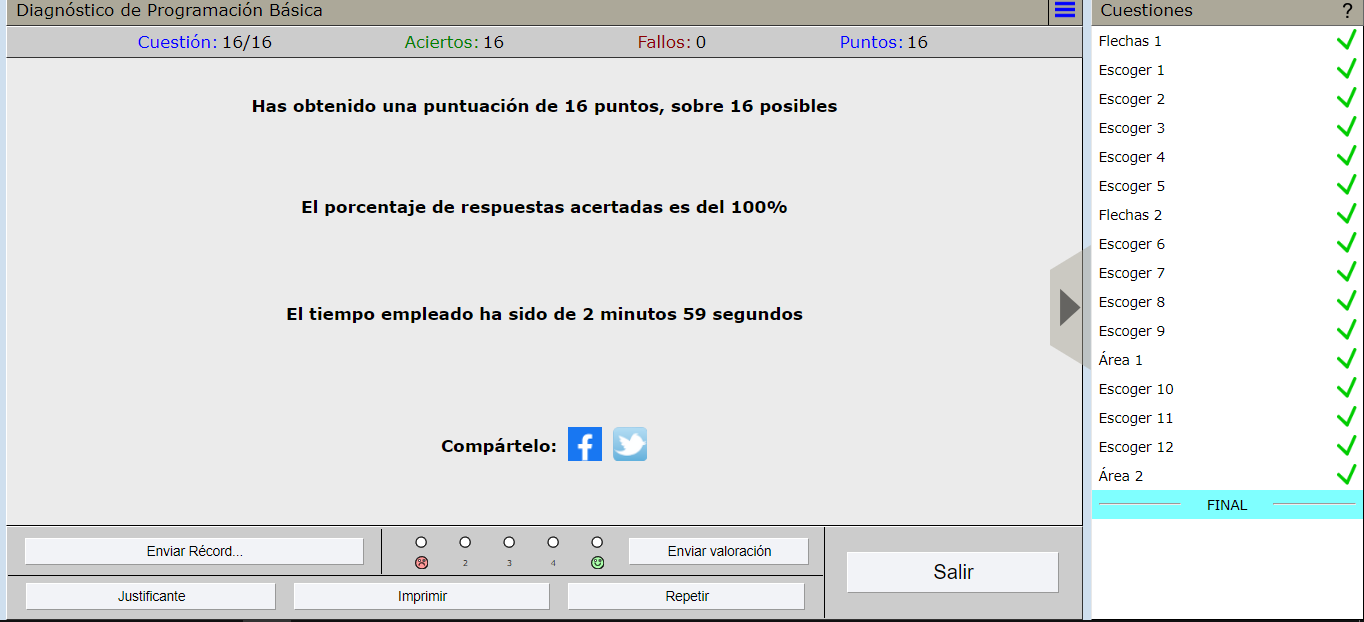 Diagnóstico de Programación Básica
Cuestión: 16/16 Aciertos: 16 Fallos: 0 Puntos: 16
Has obtenido una puntuación de 16 puntos, sobre 16 posibles
El porcentaje de respuestas acertadas es del 100%
El tiempo empleado ha sido de 2 minutos 59 segundos
Compártelo:
Enviar Récord...
2 3 4
Enviar valoración
Justificante
Imprimir
Repetir
Salir
Cuestiones ?
Flechas 1
Escoger 1
Escoger 2
Escoger 3
Escoger 4
Escoger 5
Flechas 2
Escoger 6
Escoger 7
Escoger 8
Escoger 9
Área 1
Escoger 10
Escoger 11
Escoger 12
Área 2
FINAL